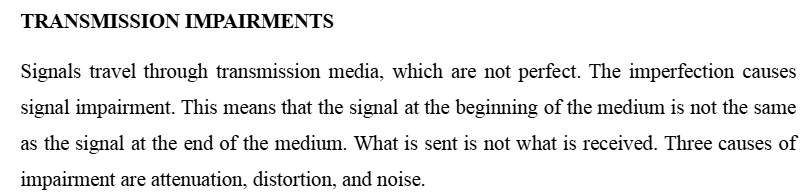 TRANSMISSION IMPAIRMENTS
Signals travel through transmission media, which are not perfect. The imperfection causes
signal impairment. This means that the signal at the beginning of the medium is not the same
as the signal at the end of the medium. What is sent is not what is received. Three causes of
impairment are attenuation, distortion, and noise.